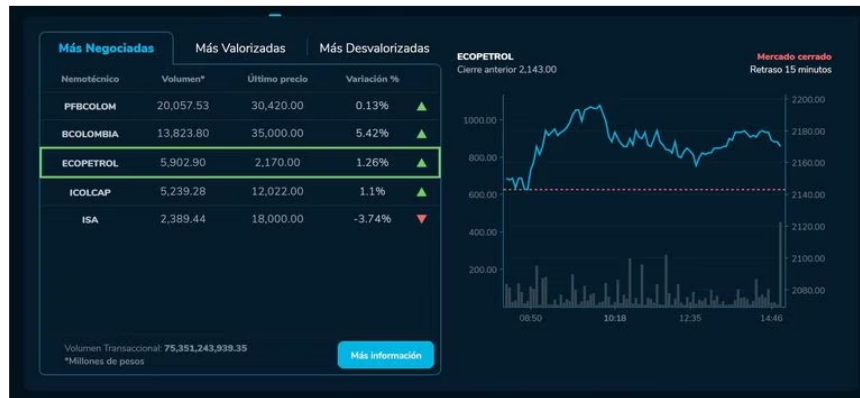 Más Negociadas Más Valorizadas Más Desvalorizadas
Nemotécnico Volumen* Último precio Variación %
PFBCOLOM 20,057.53 30,420.00 0.13%
BCOLOMBIA 13,823.80 35,000.00 5.42%
ECOPETROL 5,902.90 2,170.00 1.26%
ICOLCAP 5,239.28 12,022.00 1.1%
ISA 2,389.44 18,000.00 -3.74%
Volumen Transaccional: 75,351,243,939.35
*Millones de pesos
Más información
ECOPETROL Mercado cerrado
Cierre anterior 2,143.00 Retraso 15 minutos
2200.00
1000.00
2180.00
800.00
2160.00
600.00
2140.00
400.00
2120.00
2100.00
200.00
2080.00
08:50 10:18 12:35 14:46